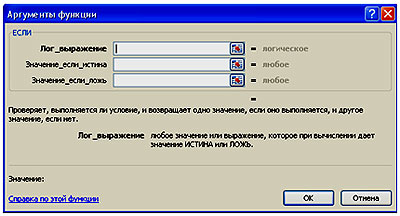 Аргументы функции
ЕСЛИ
Лог_выражение = логическое
Значение_если_истина = любое
Значение_если_ложь = любое
=
Проверяет, выполняется ли условие, и возвращает одно значение, если оно выполняется, и другое
значение, если нет.
Лог_выражение любое значение или выражение, которое при вычислении дает
значение ИСТИНА или ЛОЖЬ.
Значение:
Справка по этой функции
ОК
Отмена